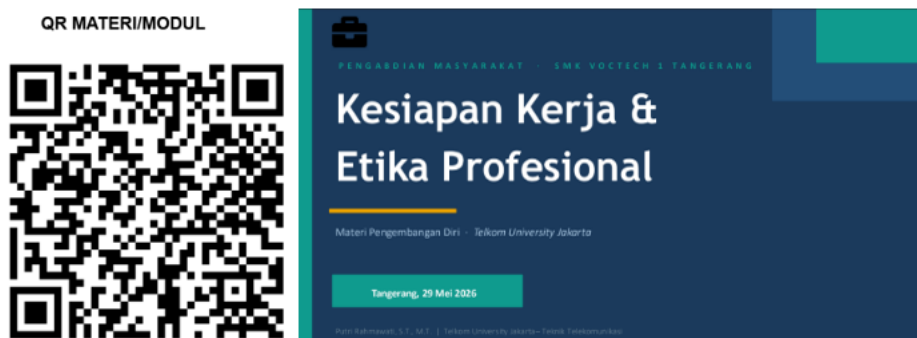 QR MATERI/MODUL
PENGABDIAN MASYARAKAT · SMK VOCTECH 1 TANGERANG
Kesiapan Kerja &
Etika Profesional
Materi Pengembangan Diri · Telkom University Jakarta
Tangerang, 29 Mei 2026
Putri Rahmawati, S.T., M.T. | Telkom University Jakarta– Teknik Telekomunikasi